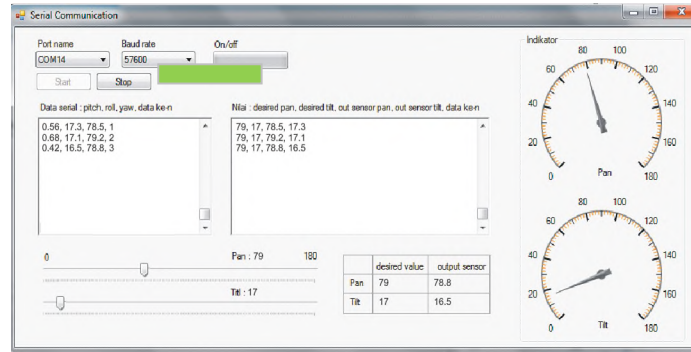 Serial Communication
Port name Baud rate On/off
COM14 57600
Start Stop
Data serial : pitch, roll, yaw, data ke-n
0.56, 17.3, 78.5, 1
0.68, 17.1, 79.2, 2
0.42, 16.5, 78.8, 3
Nilai : desired pan, desired tilt, out sensor pan, out sensor tilt, data ke-n
79, 17, 78.5, 17.3
79, 17, 79.2, 17.1
79, 17, 78.8, 16.5
0 Pan : 79 180
Titl : 17
desired value output sensor
Pan 79 78.8
Tilt 17 16.5
Indikator
80 100
60 120
40 140
20 160
0 Pan 180
80 100
60 120
40 140
20 160
0 Tilt 180